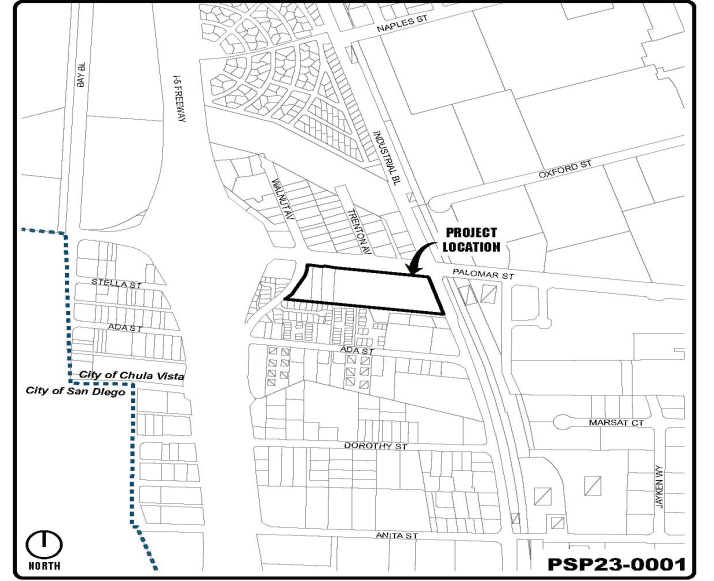 NAPLES ST
BAY BL
I-5 FREEWAY
INDUSTRIAL BL
OXFORD ST
WALNUT AV
TRENTON AV
PROJECT
LOCATION
PALOMAR ST
STELLA ST
ADA ST
ADA ST
City of Chula Vista
City of San Diego
MARSAT CT
DOROTHY ST
JAYKEN WY
ANITA ST
NORTH
PSP23-0001